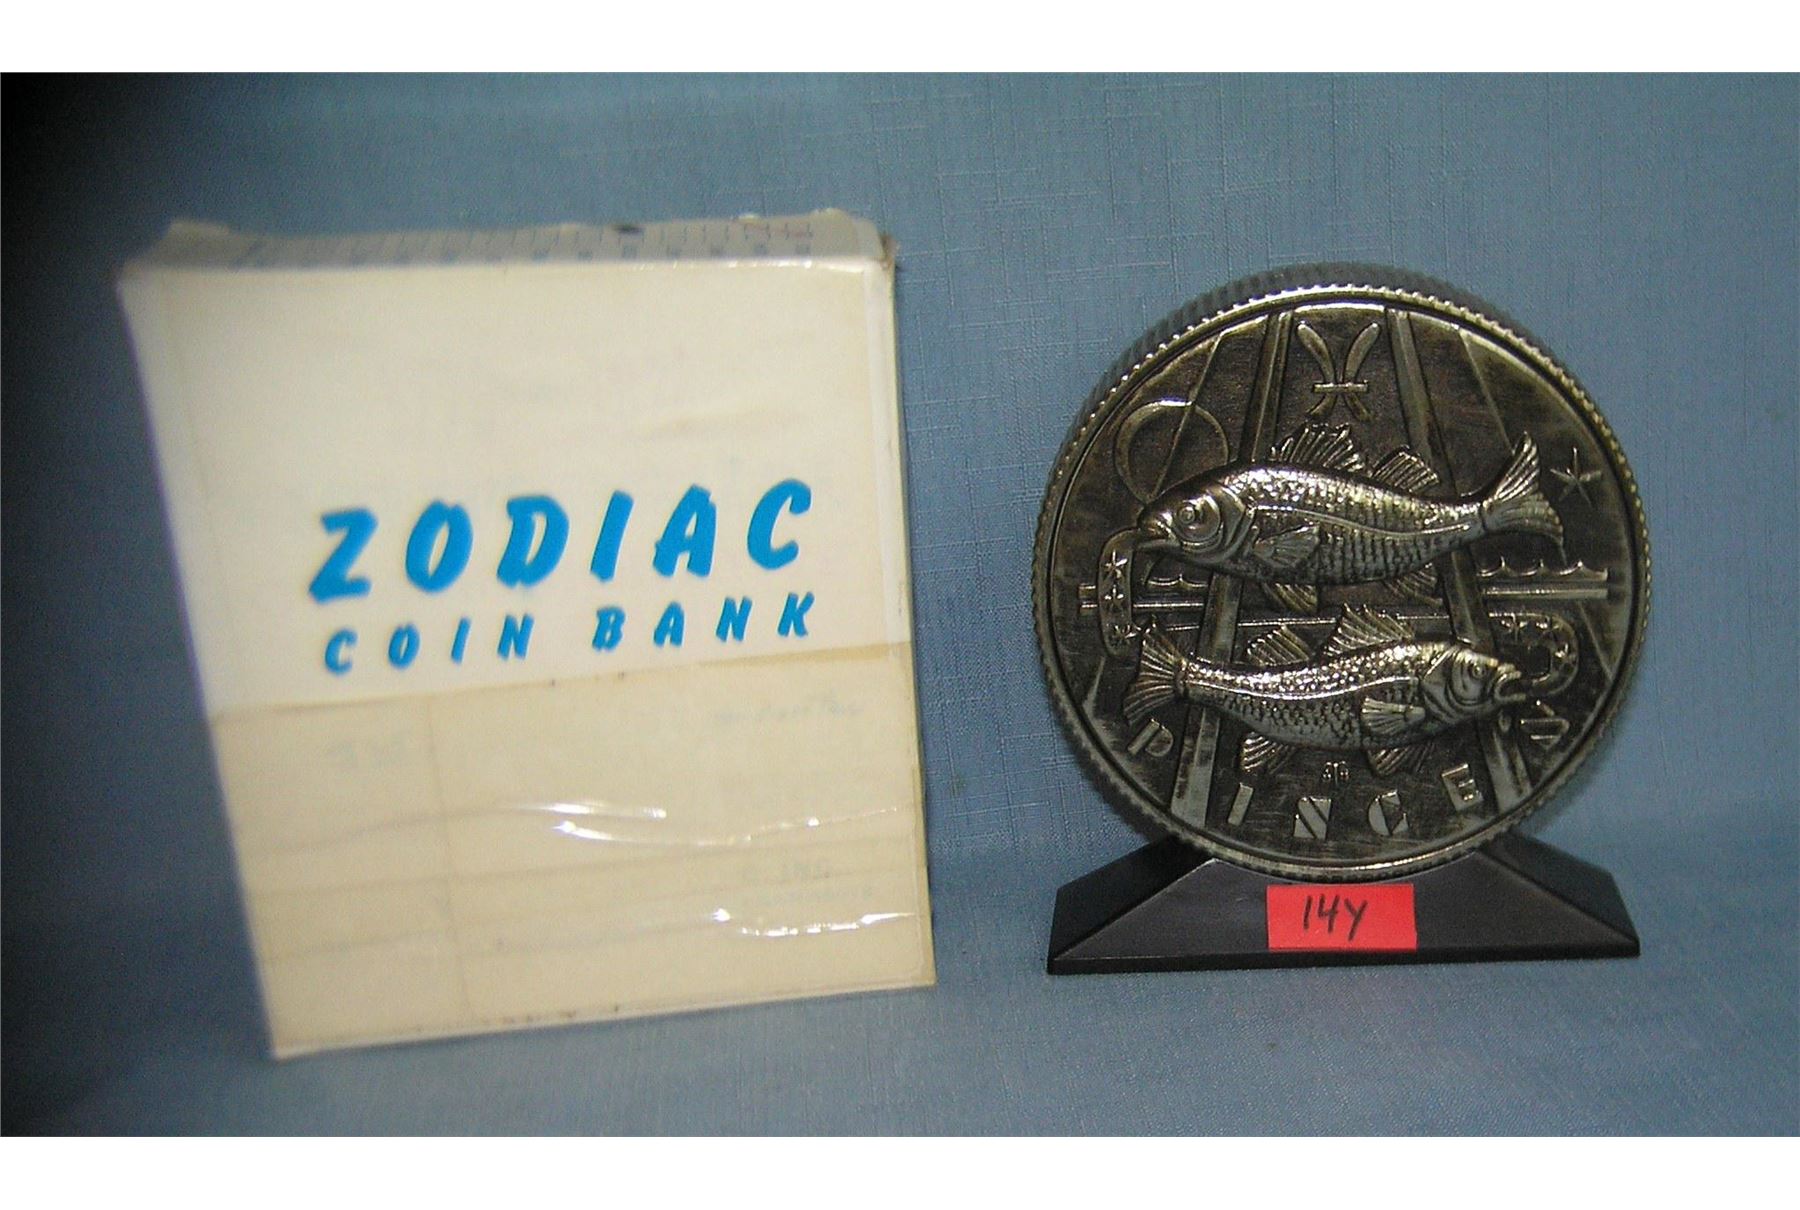 ZODIAC
COIN BANK
PISCES
14Y